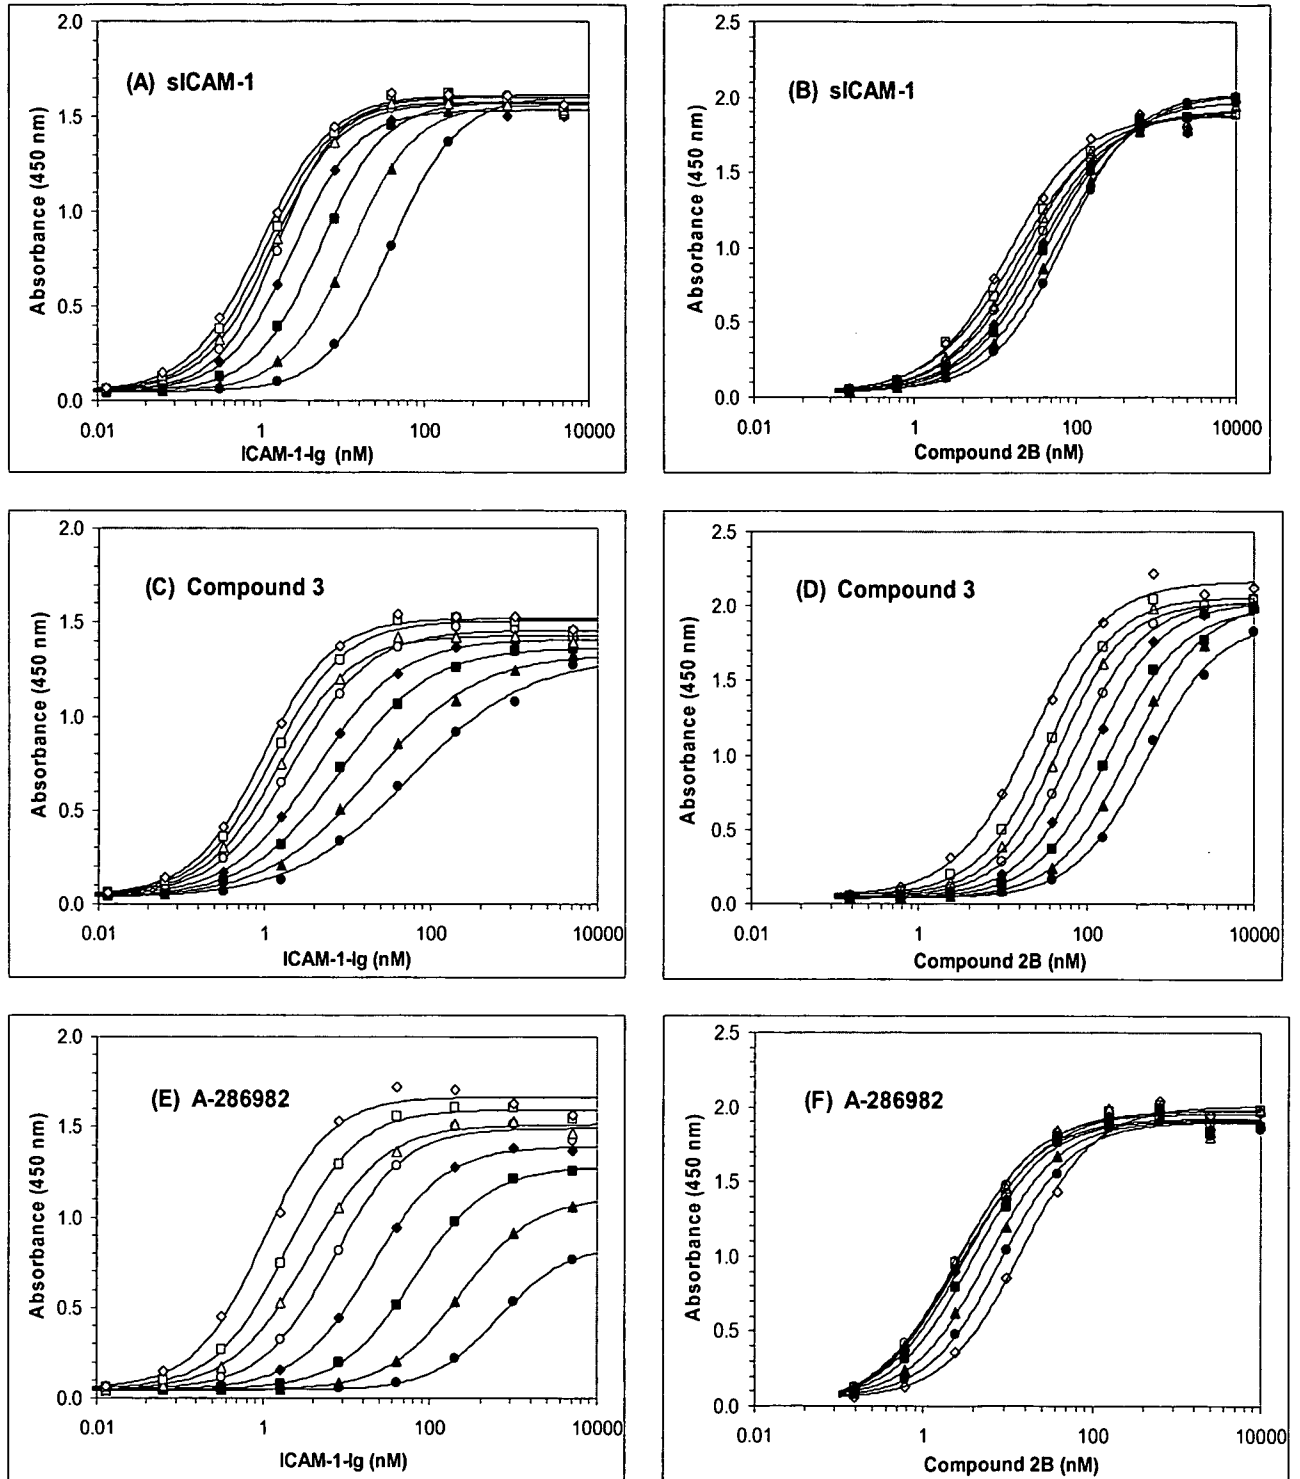 2.0
(A) sICAM-1
1.5
1.0
0.5
0.0
0.01 1 100 10000
ICAM-1-Ig (nM)
Absorbance (450 nm)
2.5
(B) sICAM-1
2.0
1.5
1.0
0.5
0.0
0.01 1 100 10000
Compound 2B (nM)
Absorbance (450 nm)
2.0
(C) Compound 3
1.5
1.0
0.5
0.0
0.01 1 100 10000
ICAM-1-Ig (nM)
Absorbance (450 nm)
2.5
(D) Compound 3
2.0
1.5
1.0
0.5
0.0
0.01 1 100 10000
Compound 2B (nM)
Absorbance (450 nm)
2.0
(E) A-286982
1.5
1.0
0.5
0.0
0.01 1 100 10000
ICAM-1-Ig (nM)
Absorbance (450 nm)
2.5
(F) A-286982
2.0
1.5
1.0
0.5
0.0
0.01 1 100 10000
Compound 2B (nM)
Absorbance (450 nm)